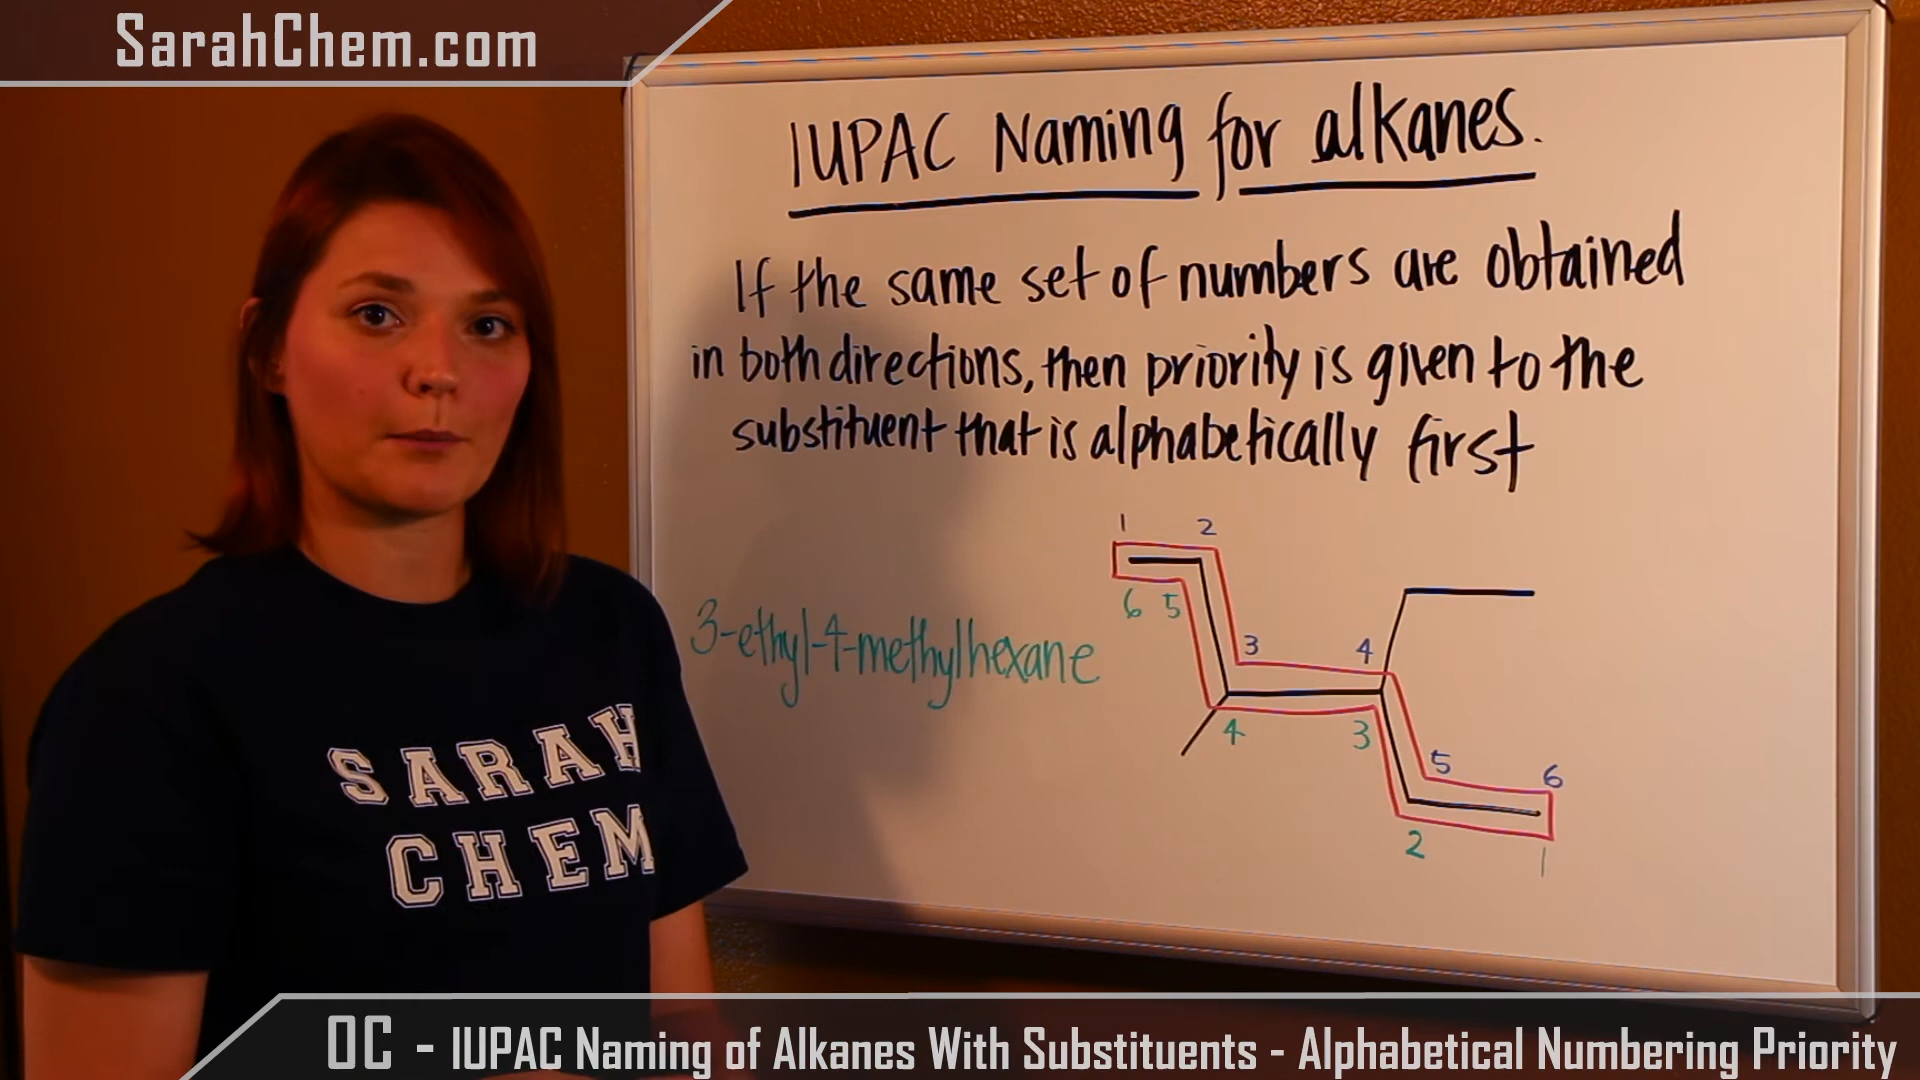 SarahChem.com
IUPAC Naming for alkanes.
If the same set of numbers are obtained
in both directions, then priority is given to the
substituent that is alphabetically first
1 2
6 5
3-ethyl-4-methylhexane
3 4
4 3
5 6
2 1
SARAH
CHEM
OC - IUPAC Naming of Alkanes With Substituents - Alphabetical Numbering Priority